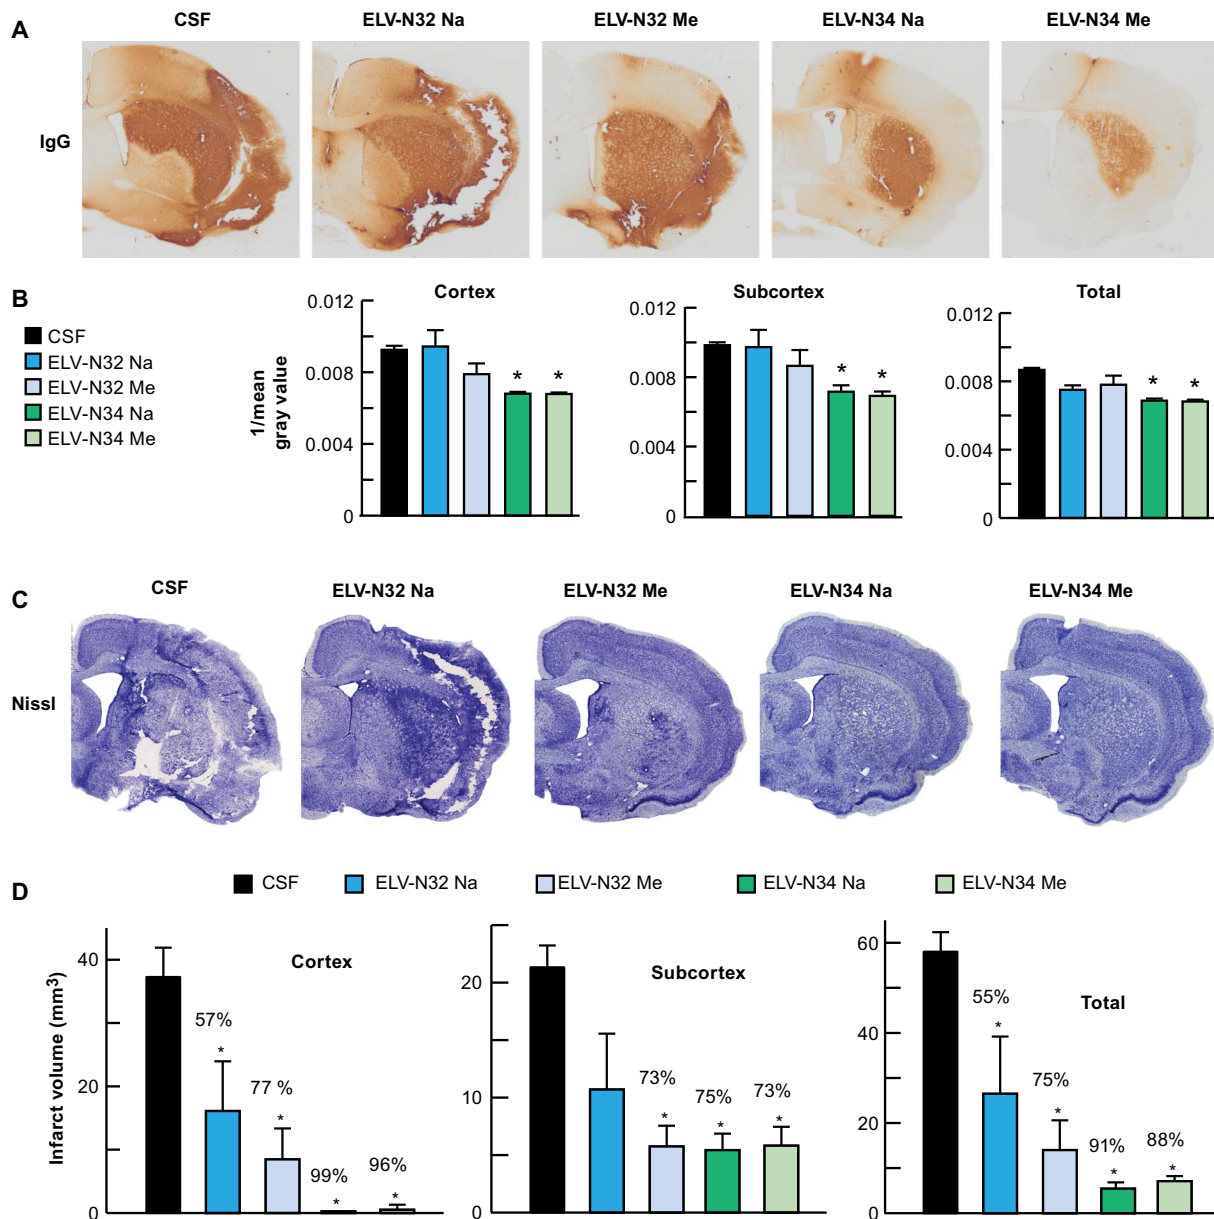 A
CSF
ELV-N32 Na
ELV-N32 Me
ELV-N34 Na
ELV-N34 Me
IgG
B
CSF
ELV-N32 Na
ELV-N32 Me
ELV-N34 Na
ELV-N34 Me
Cortex
1/mean
gray value
0.012
0.008
0.004
0
* *
Subcortex
0.012
0.008
0.004
0
* *
Total
0.012
0.008
0.004
0
* *
C
CSF
ELV-N32 Na
ELV-N32 Me
ELV-N34 Na
ELV-N34 Me
Nissl
D
CSF
ELV-N32 Na
ELV-N32 Me
ELV-N34 Na
ELV-N34 Me
Infarct volume (mm³)
Cortex
40
20
0
57%
*
77 %
*
99%
*
96%
*
Subcortex
20
10
0
73%
*
75%
*
73%
*
Total
60
40
20
0
55%
*
75%
*
91%
*
88%
*